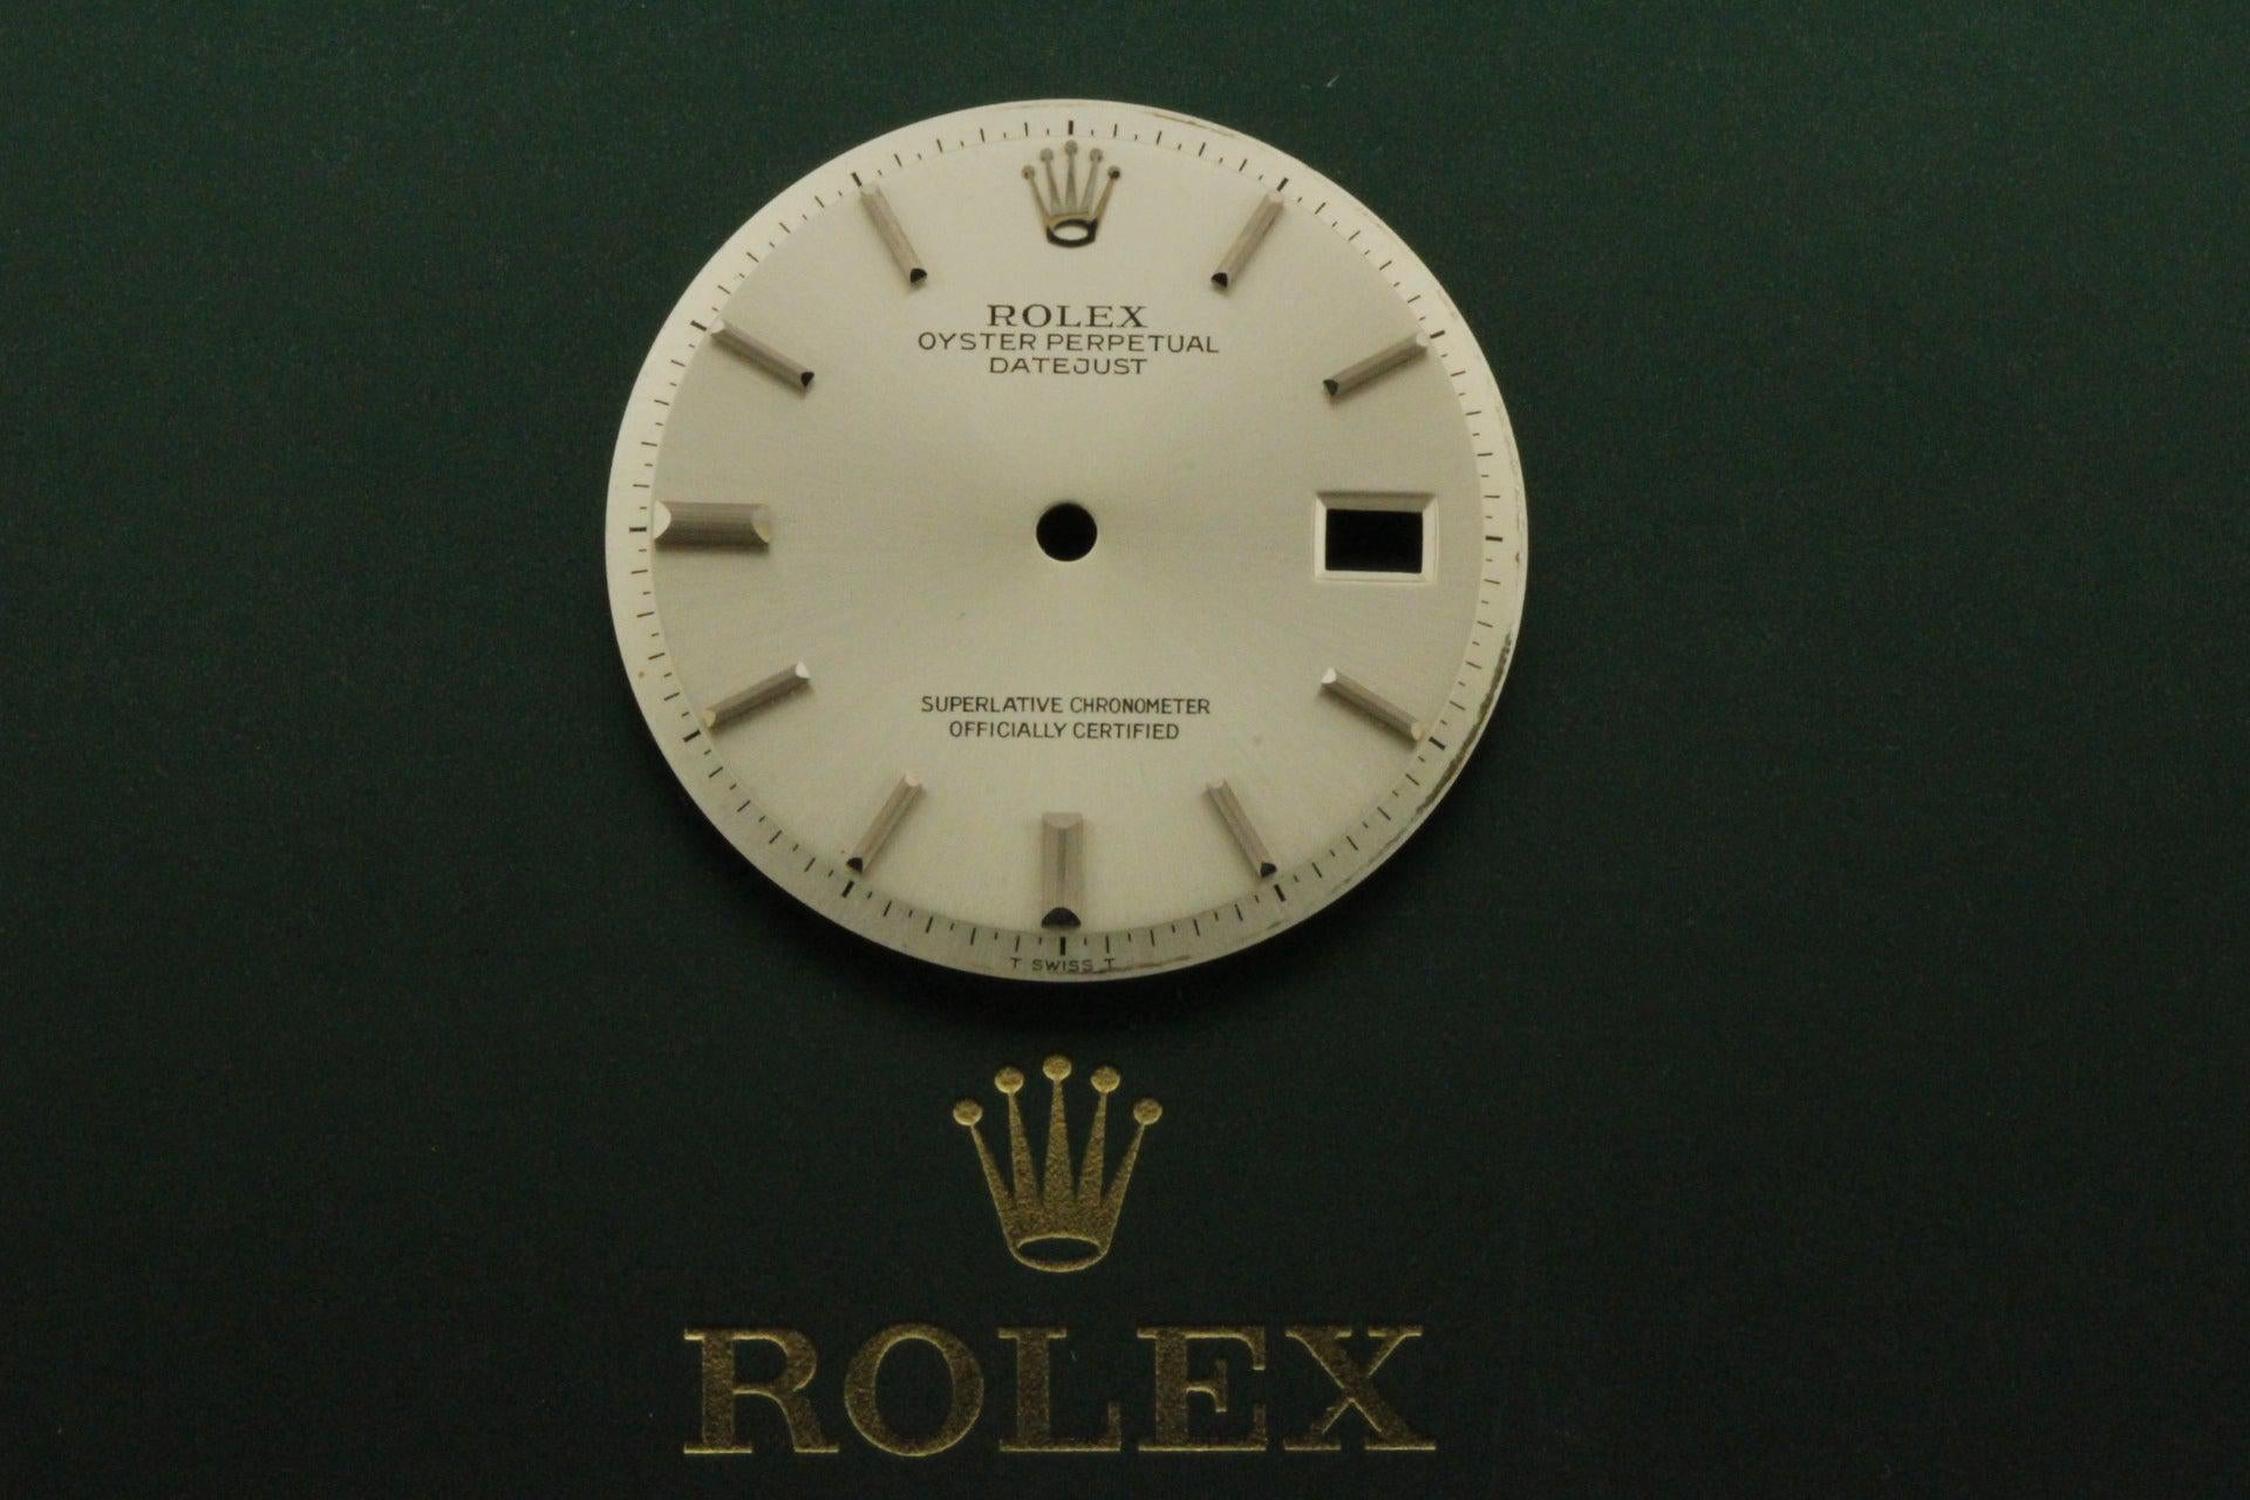 ROLEX
OYSTER PERPETUAL
DATEJUST
SUPERLATIVE CHRONOMETER
OFFICIALLY CERTIFIED
T SWISS T
ROLEX